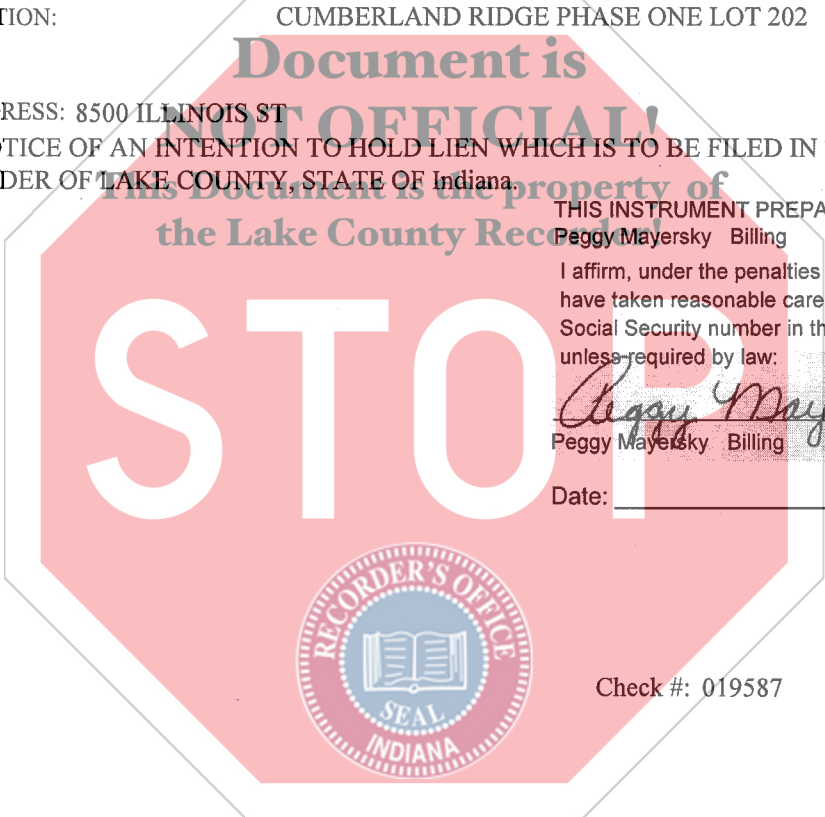 TION: CUMBERLAND RIDGE PHASE ONE LOT 202
Document is
RESS: 8500 ILLINOIS ST
NOT OFFICIAL!
TICE OF AN INTENTION TO HOLD LIEN WHICH IS TO BE FILED IN
DER OF LAKE COUNTY, STATE OF Indiana.
This Document is the property of
the Lake County Recorder!
THIS INSTRUMENT PREPA
Peggy Mayersky Billing
I affirm, under the penalties
have taken reasonable care
Social Security number in th
unless required by law:
Peggy May
Peggy Mayersky Billing
Date:
STOP
RECORDER'S OFFICE
SEAL
INDIANA
Check #: 019587